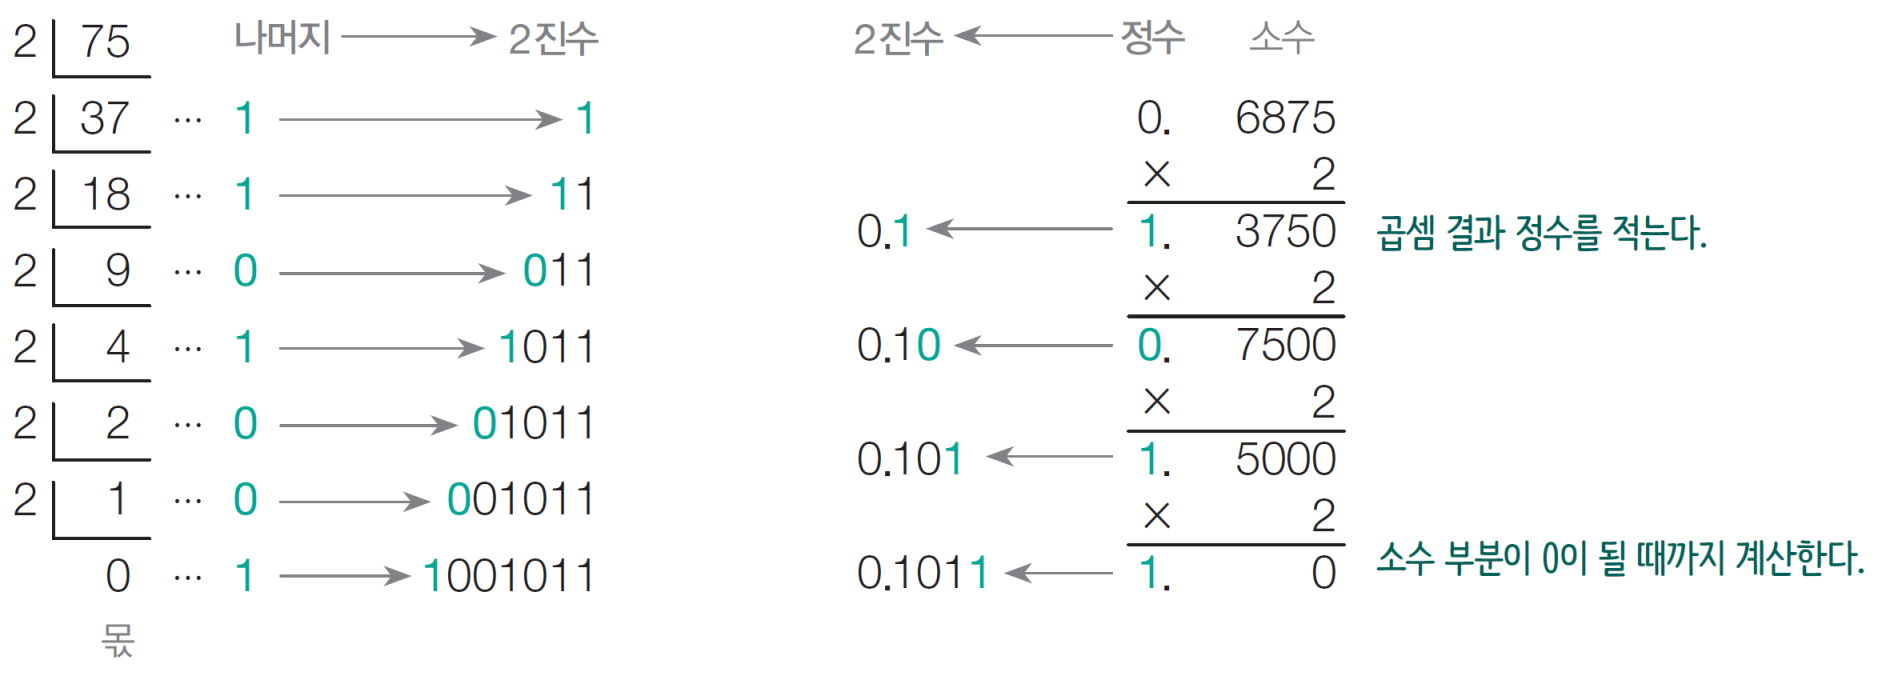 2 75 나머지 2진수
2 37 ··· 1 1
2 18 ··· 1 11
2 9 ··· 0 011
2 4 ··· 1 1011
2 2 ··· 0 01011
2 1 ··· 0 001011
0 ··· 1 1001011
몫
2진수 정수 소수
0. 6875
× 2
0.1 1. 3750 곱셈 결과 정수를 적는다.
× 2
0.10 0. 7500
× 2
0.101 1. 5000
× 2
0.1011 1. 0 소수 부분이 0이 될 때까지 계산한다.